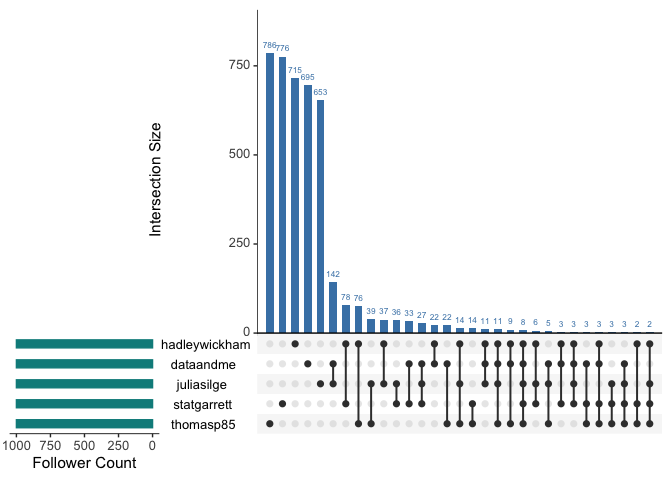 786 776
715 695
653
750
500
250
0
Intersection Size
142
78 76
39 37 36 33 27 22 22 14 14 11 11 9 8 6 5 3 3 3 3 3 3 2 2
hadleywickham
dataandme
juliasilge
statgarrett
thomasp85
1000 750 500 250 0
Follower Count